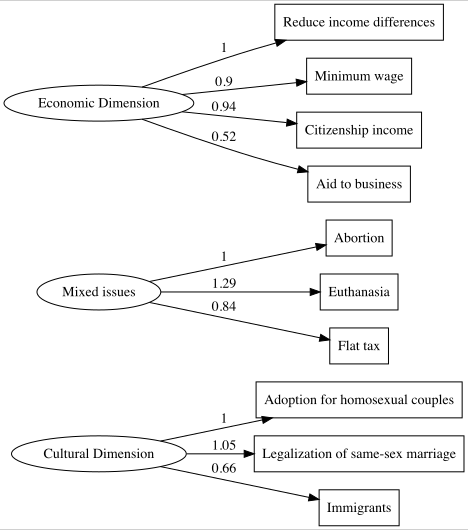 Reduce income differences
1
Minimum wage
0.9
Economic Dimension
0.94
Citizenship income
0.52
Aid to business
Abortion
1
1.29
Mixed issues
Euthanasia
0.84
Flat tax
Adoption for homosexual couples
1
1.05
Cultural Dimension
Legalization of same-sex marriage
0.66
Immigrants